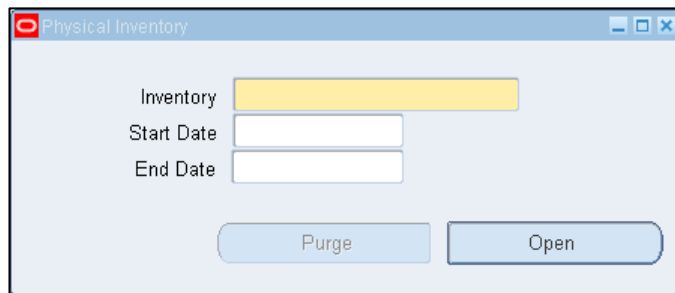 Physical Inventory
Inventory
Start Date
End Date
Purge
Open